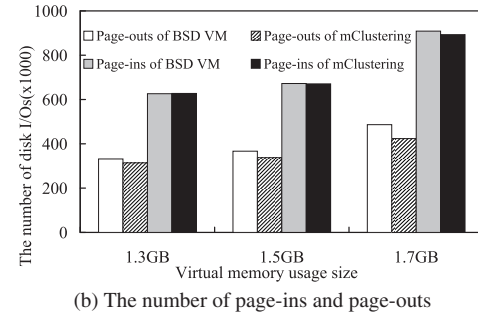 1000
800
600
400
200
0
The number of disk I/Os(x1000)
Page-outs of BSD VM
Page-outs of mClustering
Page-ins of BSD VM
Page-ins of mClustering
1.3GB
1.5GB
1.7GB
Virtual memory usage size
(b) The number of page-ins and page-outs